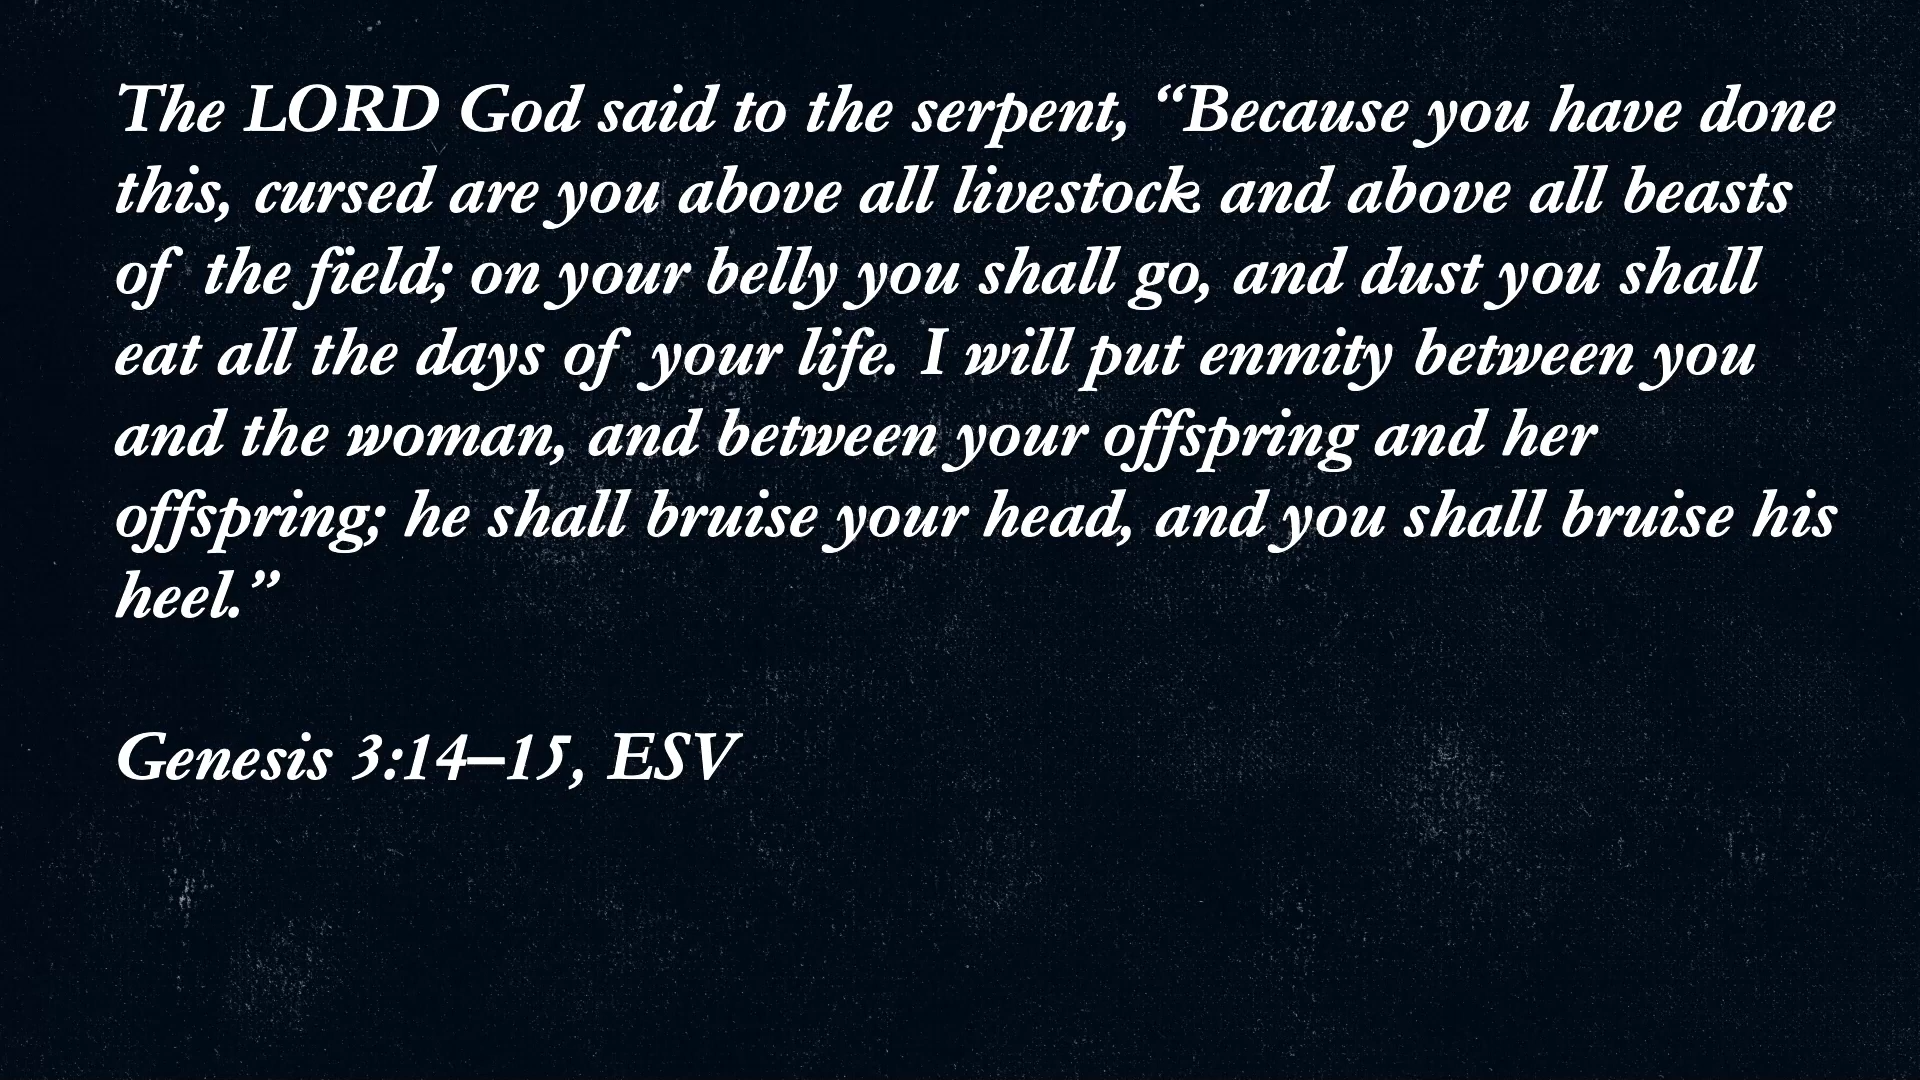 The LORD God said to the serpent, “Because you have done
this, cursed are you above all livestock and above all beasts
of the field; on your belly you shall go, and dust you shall
eat all the days of your life. I will put enmity between you
and the woman, and between your offspring and her
offspring; he shall bruise your head, and you shall bruise his
heel.”
Genesis 3:14–15, ESV